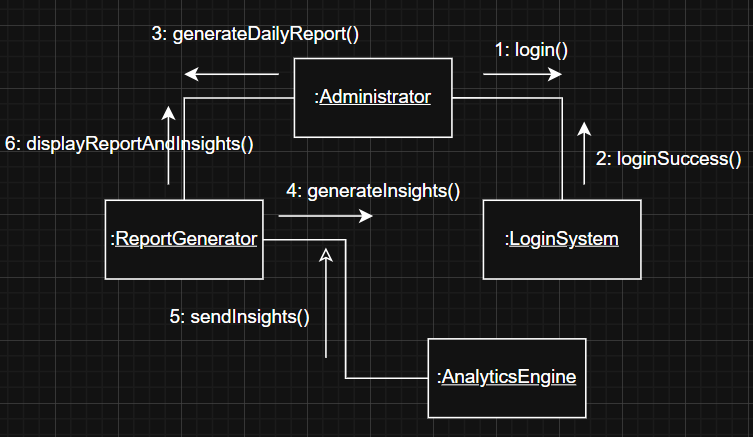 3: generateDailyReport()
1: login()
:Administrator
6: displayReportAndInsights()
2: loginSuccess()
4: generateInsights()
:ReportGenerator
:LoginSystem
5: sendInsights()
:AnalyticsEngine